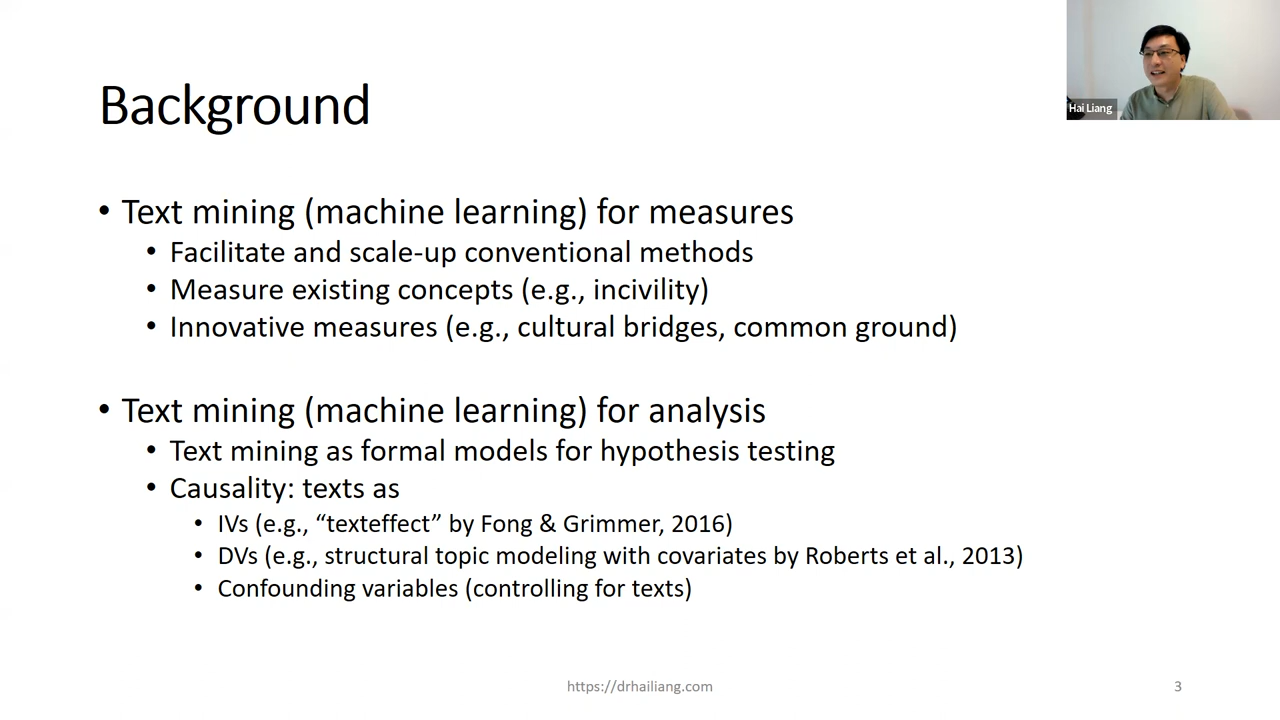 Hai Liang
Background
• Text mining (machine learning) for measures
• Facilitate and scale-up conventional methods
• Measure existing concepts (e.g., incivility)
• Innovative measures (e.g., cultural bridges, common ground)
• Text mining (machine learning) for analysis
• Text mining as formal models for hypothesis testing
• Causality: texts as
• IVs (e.g., “texteffect” by Fong & Grimmer, 2016)
• DVs (e.g., structural topic modeling with covariates by Roberts et al., 2013)
• Confounding variables (controlling for texts)
https://drhailiang.com
3